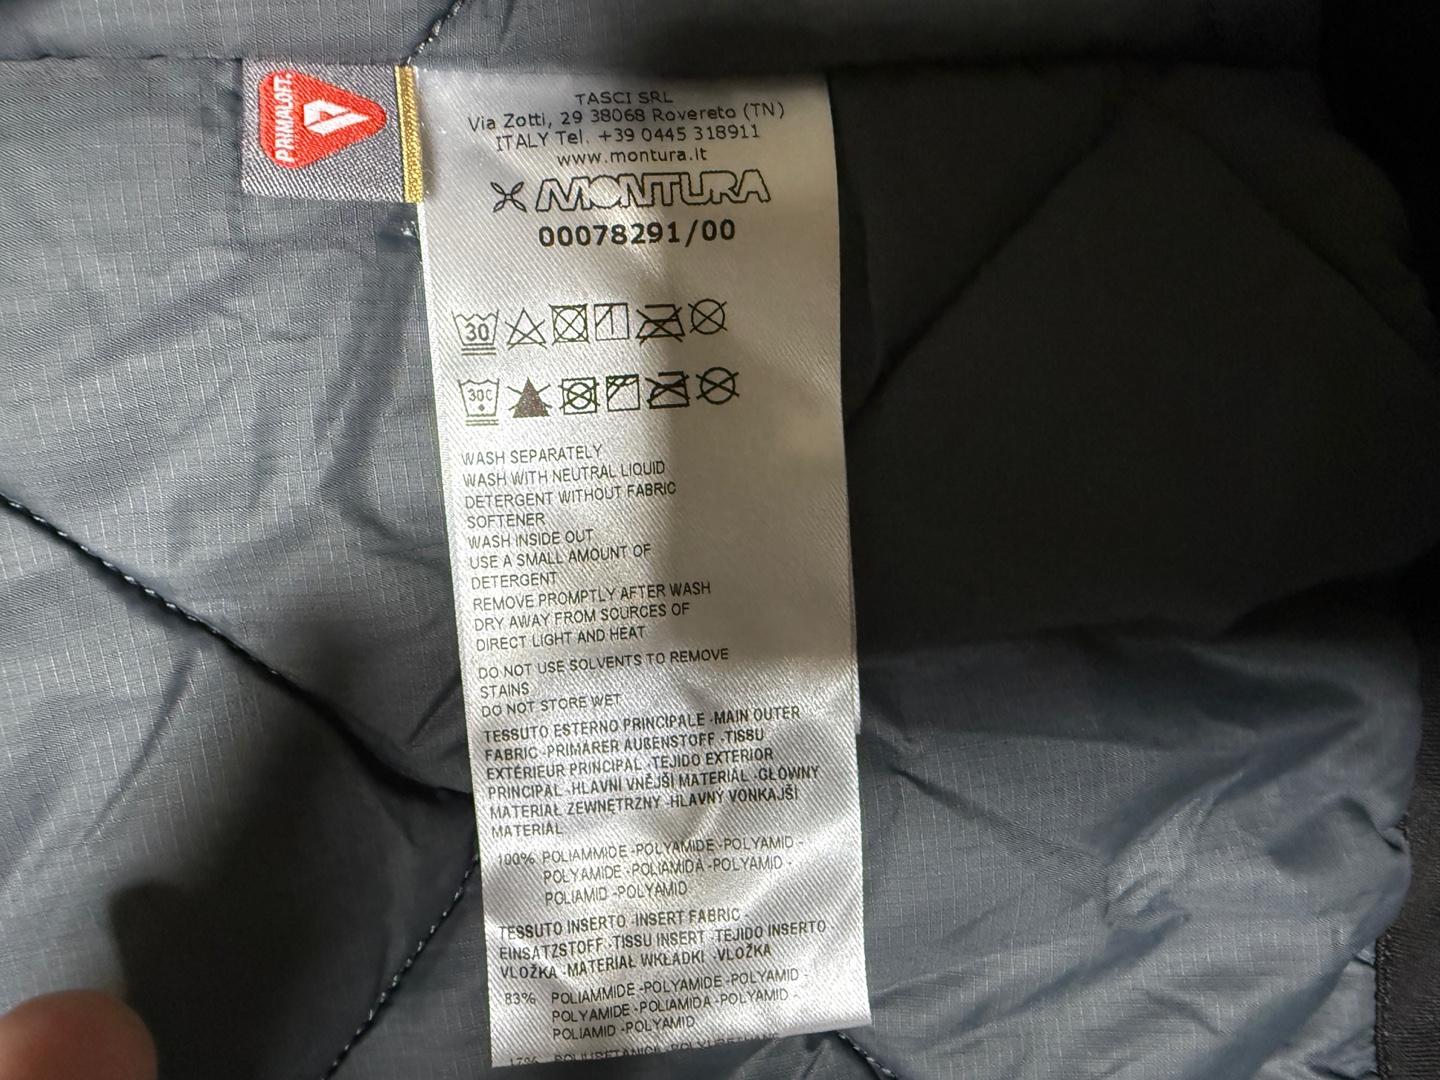 PRIMALOFT.
TASCI SRL
Via Zotti, 29 38068 Rovereto (TN)
ITALY Tel. +39 0445 318911
www.montura.it
MONTURA
00078291/00
30
30C
WASH SEPARATELY
WASH WITH NEUTRAL LIQUID
DETERGENT WITHOUT FABRIC
SOFTENER
WASH INSIDE OUT
USE A SMALL AMOUNT OF
DETERGENT
REMOVE PROMPTLY AFTER WASH
DRY AWAY FROM SOURCES OF
DIRECT LIGHT AND HEAT
DO NOT USE SOLVENTS TO REMOVE
STAINS
DO NOT STORE WET
TESSUTO ESTERNO PRINCIPALE -MAIN OUTER
FABRIC -PRIMÄRER AUßENSTOFF -TISSU
EXTÉRIEUR PRINCIPAL -TEJIDO EXTERIOR
PRINCIPAL -HLAVNÍ VNĚJŠÍ MATERIÁL -GŁÓWNY
MATERIAŁ ZEWNĘTRZNY -HLAVNÝ VONKAJŠÍ
MATERIÁL
100% POLIAMMIDE -POLYAMIDE -POLYAMID -
POLYAMIDE -POLIAMIDA -POLYAMID -
POLIAMID -POLYAMID
TESSUTO INSERTO -INSERT FABRIC -
EINSATZSTOFF -TISSU INSERT -TEJIDO INSERTO -
VLOŽKA -MATERIAŁ WKŁADKI -VLOŽKA
83% POLIAMMIDE -POLYAMIDE -POLYAMID -
POLYAMIDE -POLIAMIDA -POLYAMID -
POLIAMID -POLYAMID
17% POLIURETANICA -POLYURETHANE